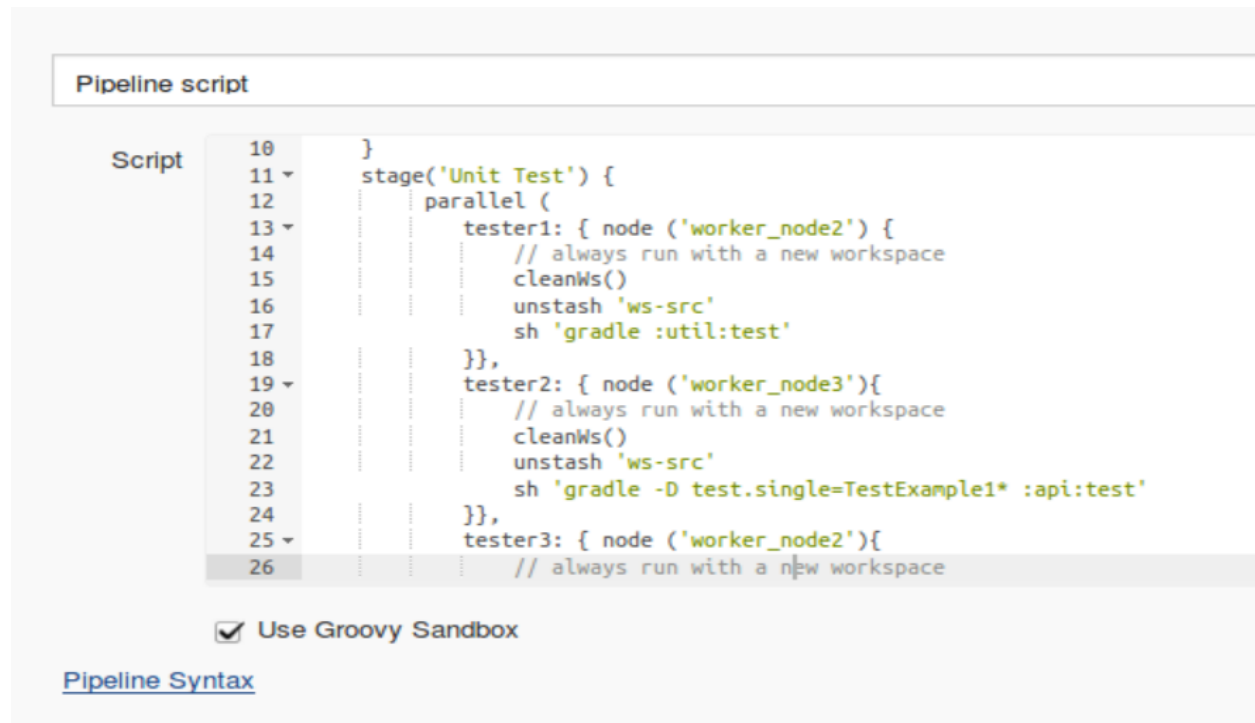 Pipeline script
Script
10 }
11 stage('Unit Test') {
12 parallel (
13 tester1: { node ('worker_node2') {
14 // always run with a new workspace
15 cleanWs()
16 unstash 'ws-src'
17 sh 'gradle :util:test'
18 }},
19 tester2: { node ('worker_node3'){
20 // always run with a new workspace
21 cleanWs()
22 unstash 'ws-src'
23 sh 'gradle -D test.single=TestExample1* :api:test'
24 }},
25 tester3: { node ('worker_node2'){
26 // always run with a new workspace
Use Groovy Sandbox
Pipeline Syntax